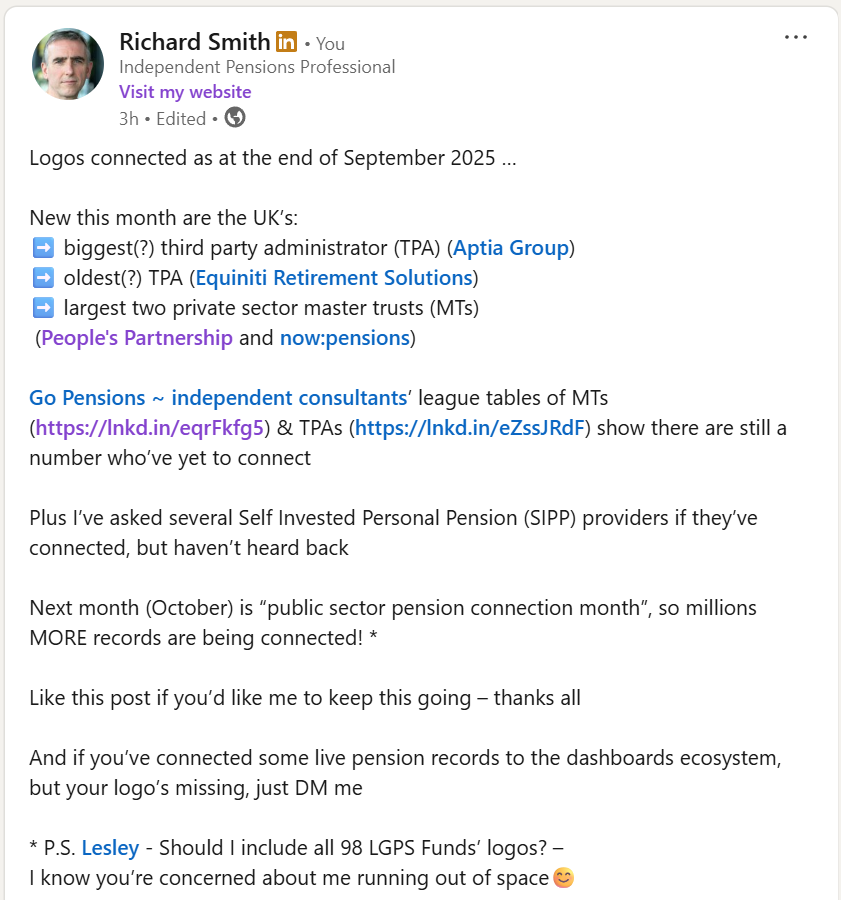 Richard Smith in • You
Independent Pensions Professional
Visit my website
3h • Edited •
Logos connected as at the end of September 2025 …
New this month are the UK’s:
➡️ biggest(?) third party administrator (TPA) (Aptia Group)
➡️ oldest(?) TPA (Equiniti Retirement Solutions)
➡️ largest two private sector master trusts (MTs)
(People's Partnership and now:pensions)
Go Pensions ~ independent consultants’ league tables of MTs
(https://lnkd.in/eqrFkfg5) & TPAs (https://lnkd.in/eZssJRdF) show there are still a
number who’ve yet to connect
Plus I’ve asked several Self Invested Personal Pension (SIPP) providers if they’ve
connected, but haven’t heard back
Next month (October) is “public sector pension connection month”, so millions
MORE records are being connected! *
Like this post if you’d like me to keep this going – thanks all
And if you’ve connected some live pension records to the dashboards ecosystem,
but your logo’s missing, just DM me
* P.S. Lesley - Should I include all 98 LGPS Funds’ logos? –
I know you’re concerned about me running out of space😊